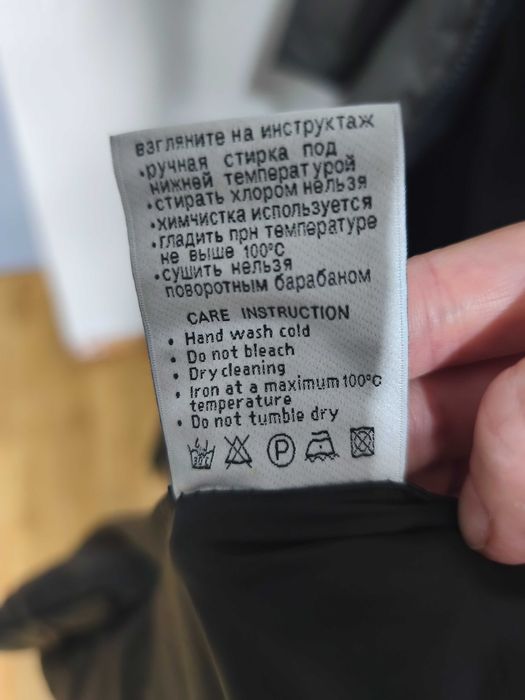 взгляните на инструктаж
•ручная стирка под
нижней температурой
•стирать хлором нельзя
•химчистка используется
•гладить прн температуре
не выше 100°C
•сушить нельзя
поворотным барабаном
CARE INSTRUCTION
• Hand wash cold
• Do not bleach
• Dry cleaning
• Iron at a maximum 100°C
temperature
• Do not tumble dry
30°C P